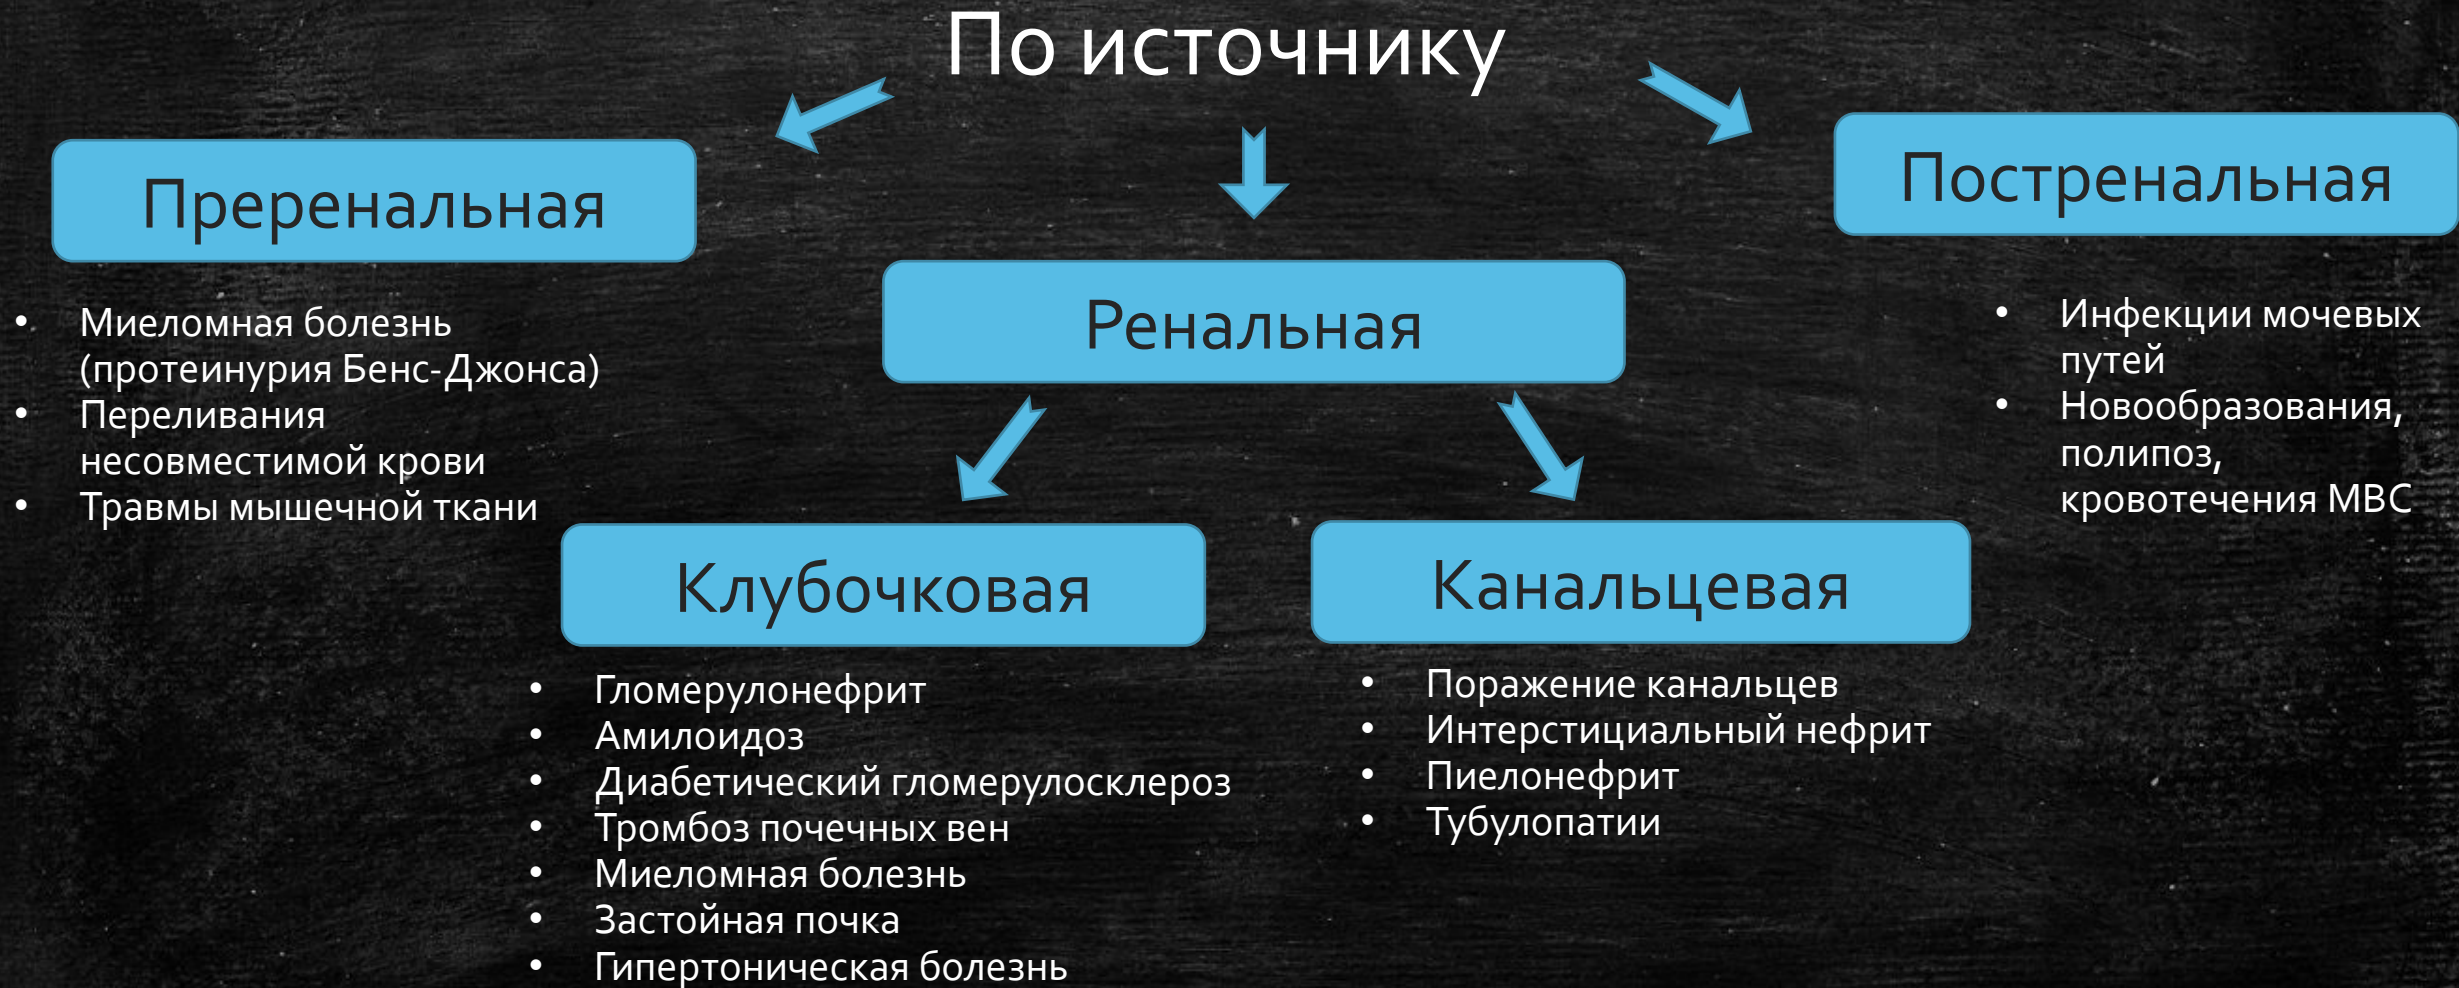 По источнику
Преренальная
• Миеломная болезнь
(протеинурия Бенс-Джонса)
• Переливания
несовместимой крови
• Травмы мышечной ткани
Ренальная
Клубочковая
• Гломерулонефрит
• Амилоидоз
• Диабетический гломерулосклероз
• Тромбоз почечных вен
• Миеломная болезнь
• Застойная почка
• Гипертоническая болезнь
Канальцевая
• Поражение канальцев
• Интерстициальный нефрит
• Пиелонефрит
• Тубулопатии
Постренальная
• Инфекции мочевых
путей
• Новообразования,
полипоз,
кровотечения МВС